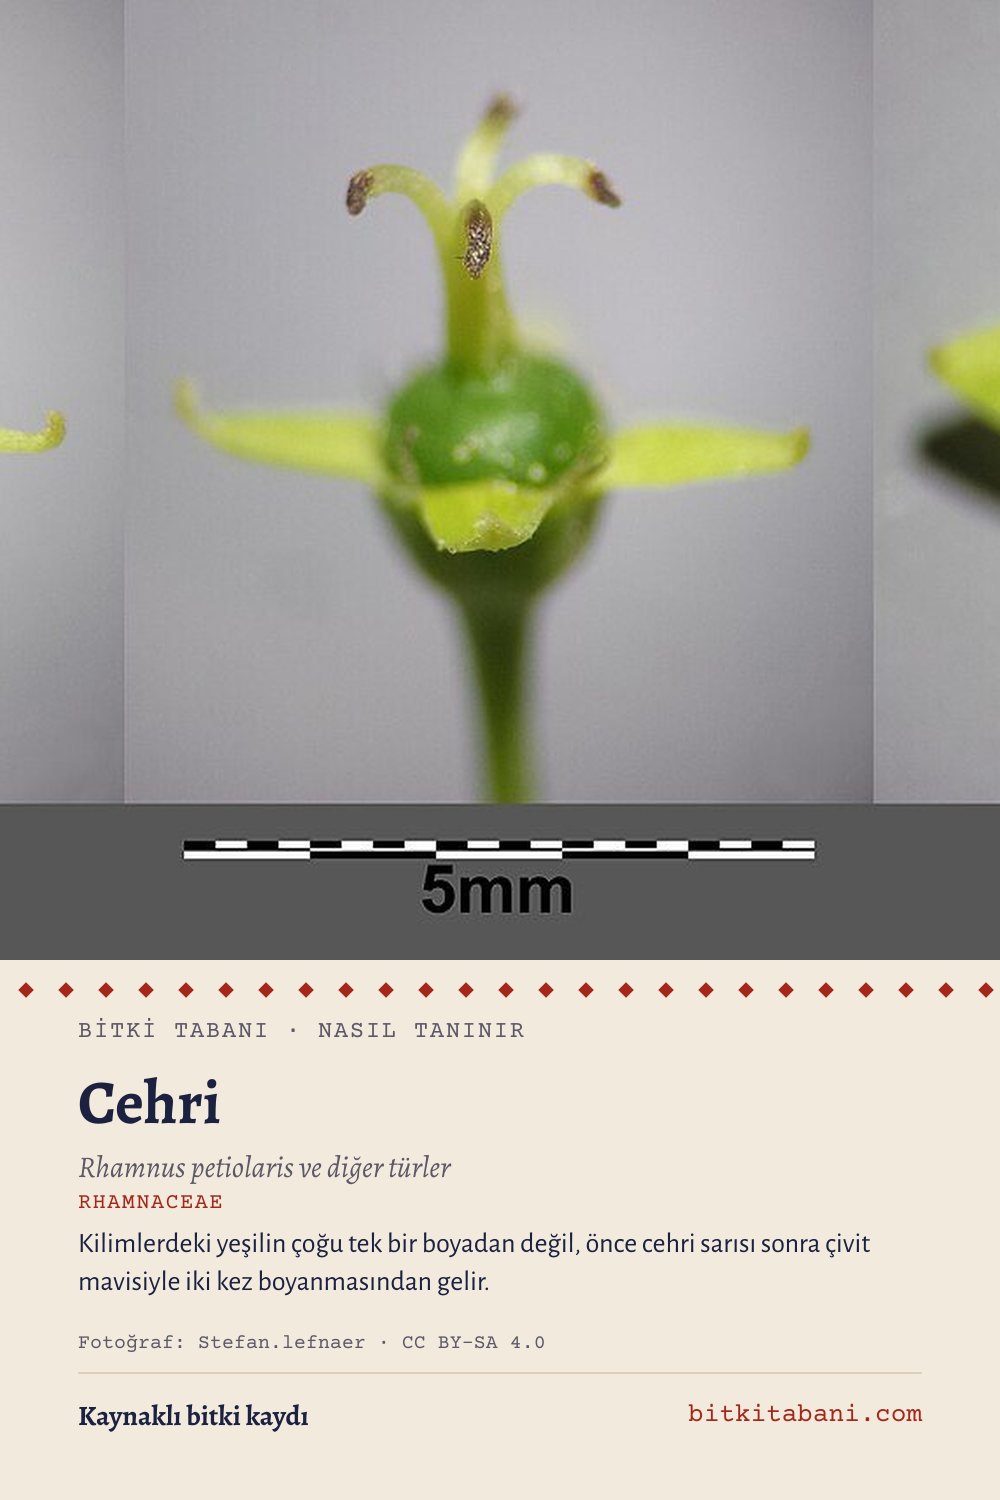 5mm
BİTKİ TABANI · NASIL TANINIR
Cehri
Rhamnus petiolaris ve diğer türler
RHAMNACEAE
Kilimlerdeki yeşilin çoğu tek bir boyadan değil, önce cehri sarısı sonra çivit
mavisiyle iki kez boyanmasından gelir.
Fotoğraf: Stefan.lefnaer · CC BY-SA 4.0
Kaynaklı bitki kaydı
bitkitabani.com